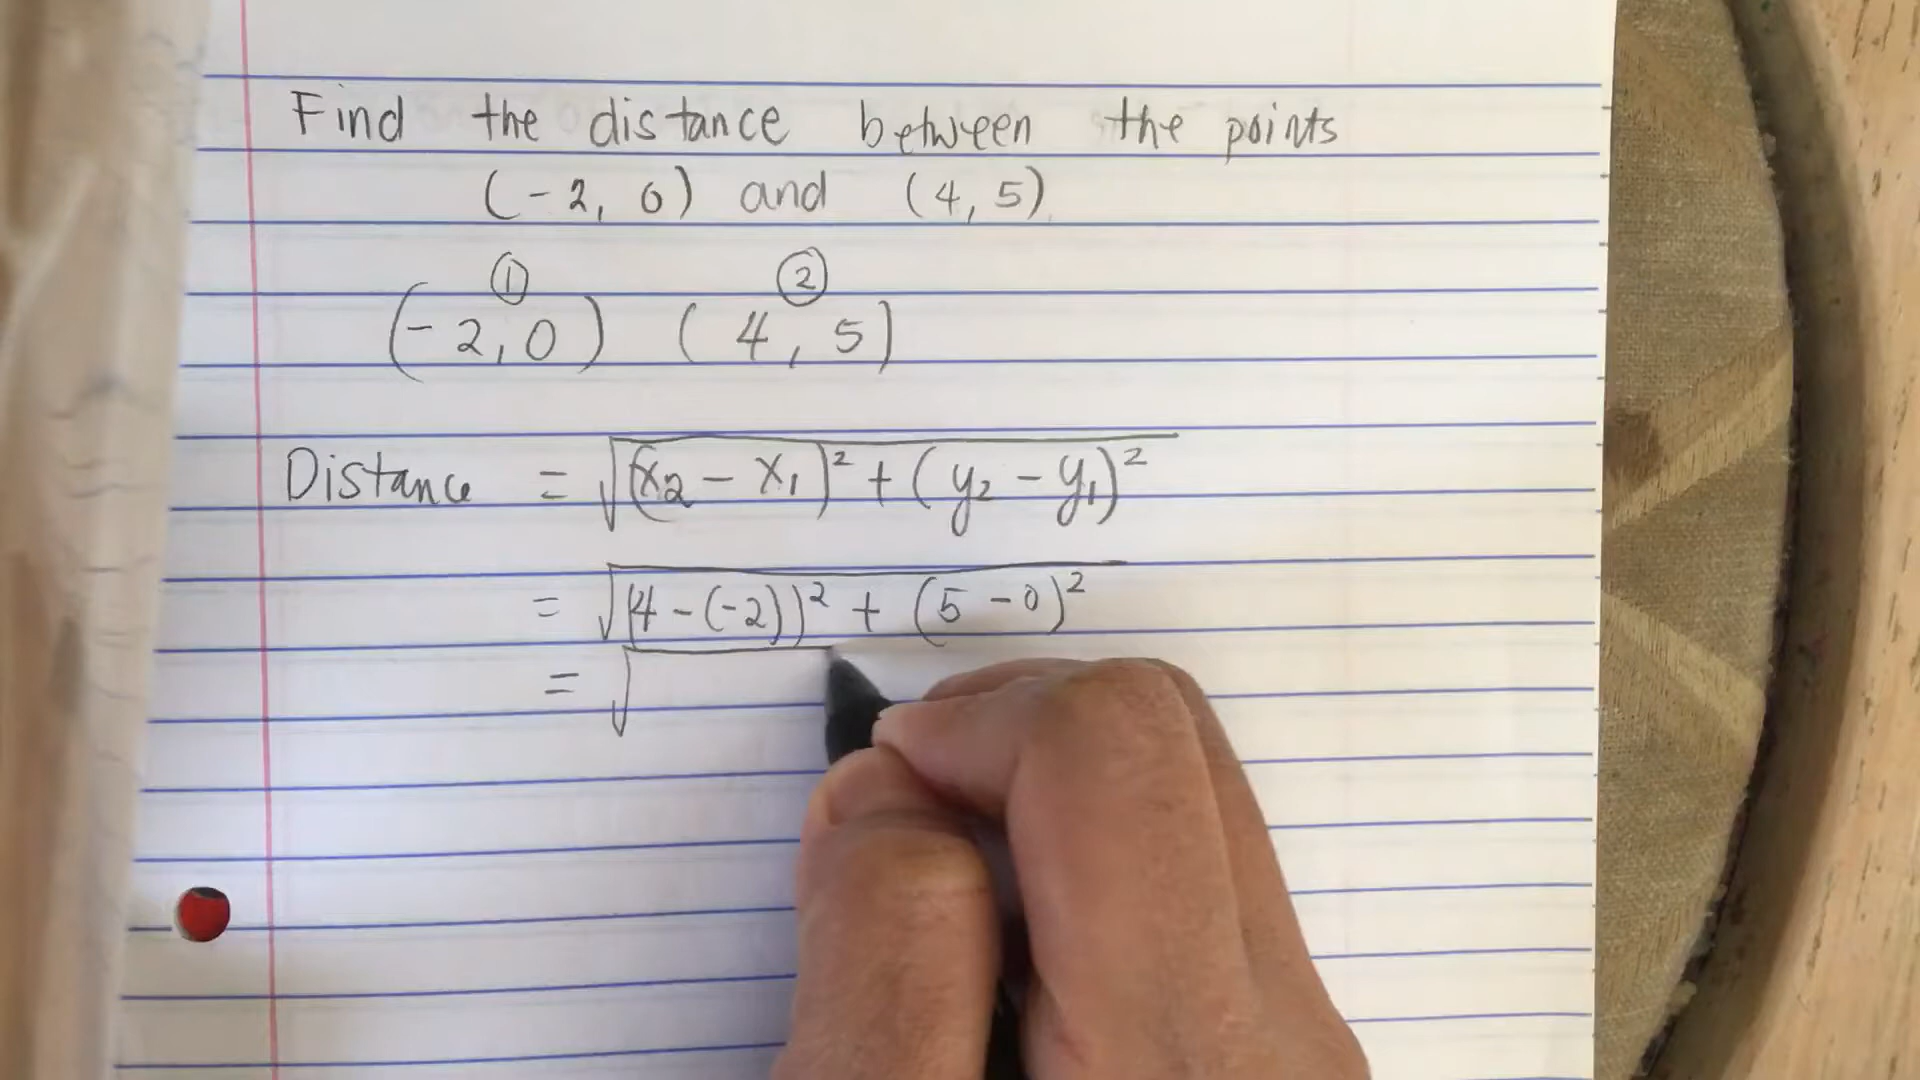 Find the distance between the points
(-2, 0) and (4, 5)
① ②
(-2, 0) (4, 5)
Distance = √(x₂ - x₁)² + (y₂ - y₁)²
= √(4 - (-2))² + (5 - 0)²
= √